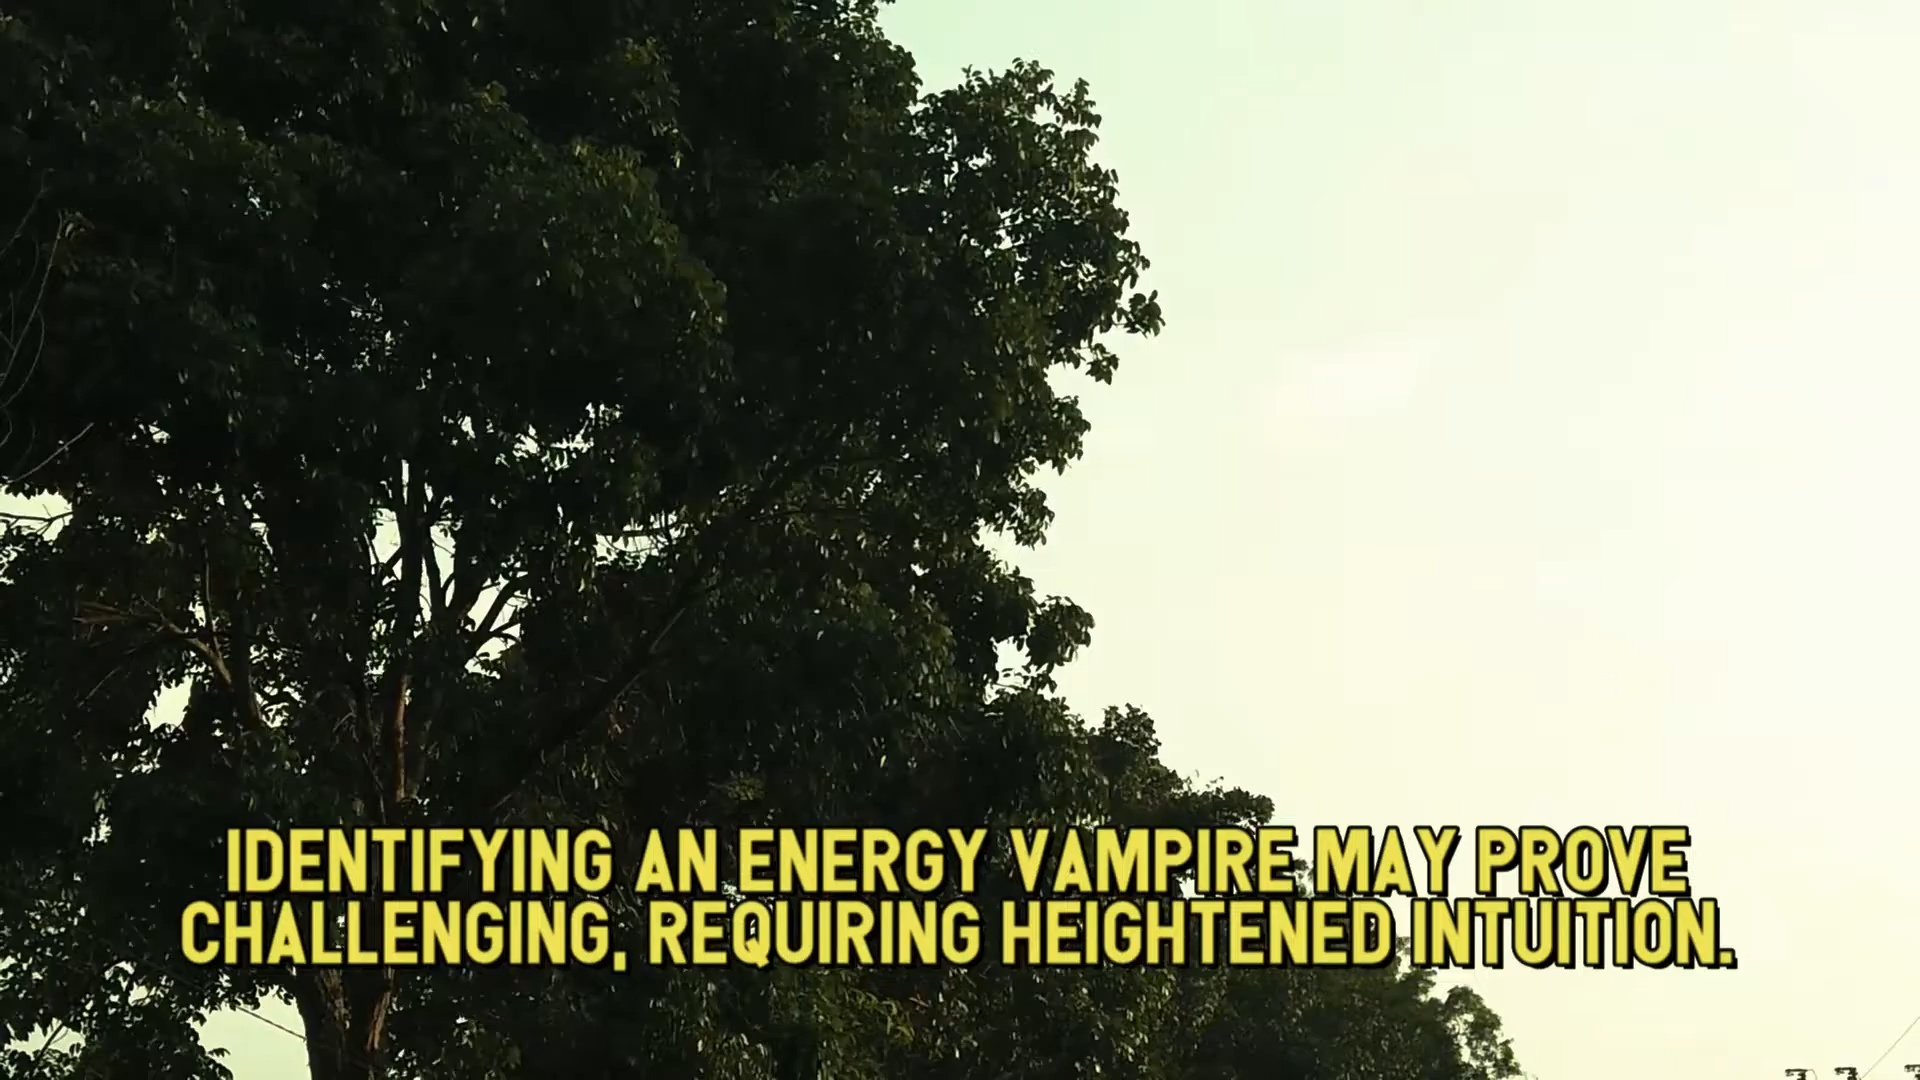 IDENTIFYING AN ENERGY VAMPIRE MAY PROVE
CHALLENGING, REQUIRING HEIGHTENED INTUITION.